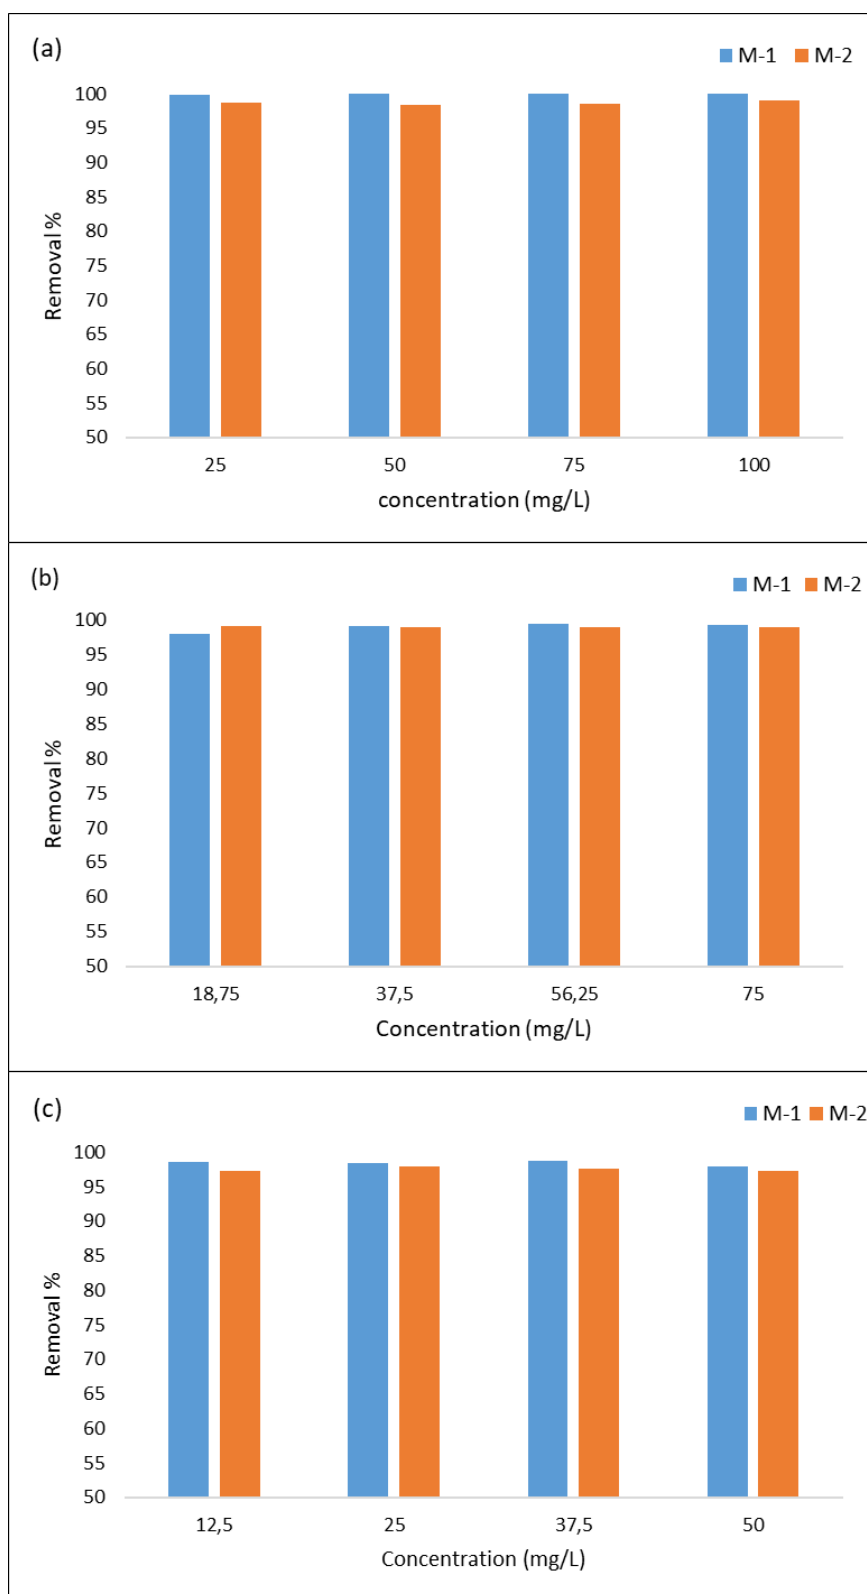 (a)
M-1 M-2
100
95
90
85
80
75
70
65
60
55
50
Removal %
25 50 75 100
concentration (mg/L)
(b)
M-1 M-2
100
95
90
85
80
75
70
65
60
55
50
Removal %
18,75 37,5 56,25 75
Concentration (mg/L)
(c)
M-1 M-2
100
95
90
85
80
75
70
65
60
55
50
Removal %
12,5 25 37,5 50
Concentration (mg/L)